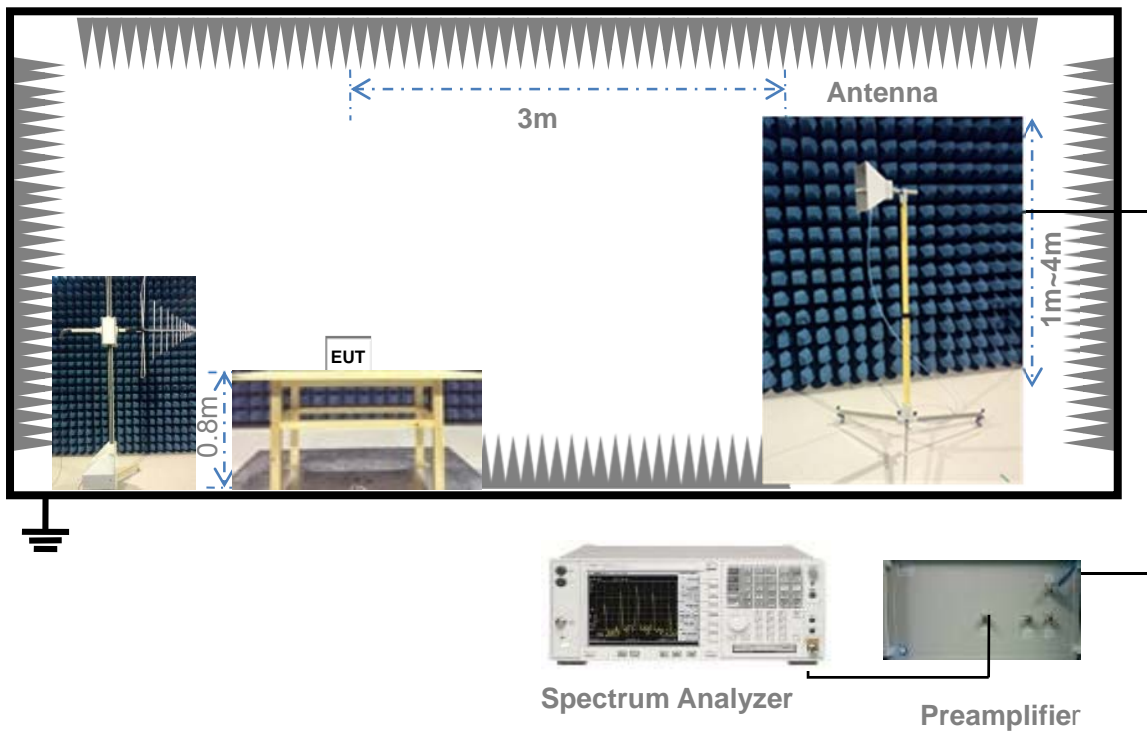 Antenna
3m
1m~4m
EUT
0.8m
Spectrum Analyzer
Preamplifier